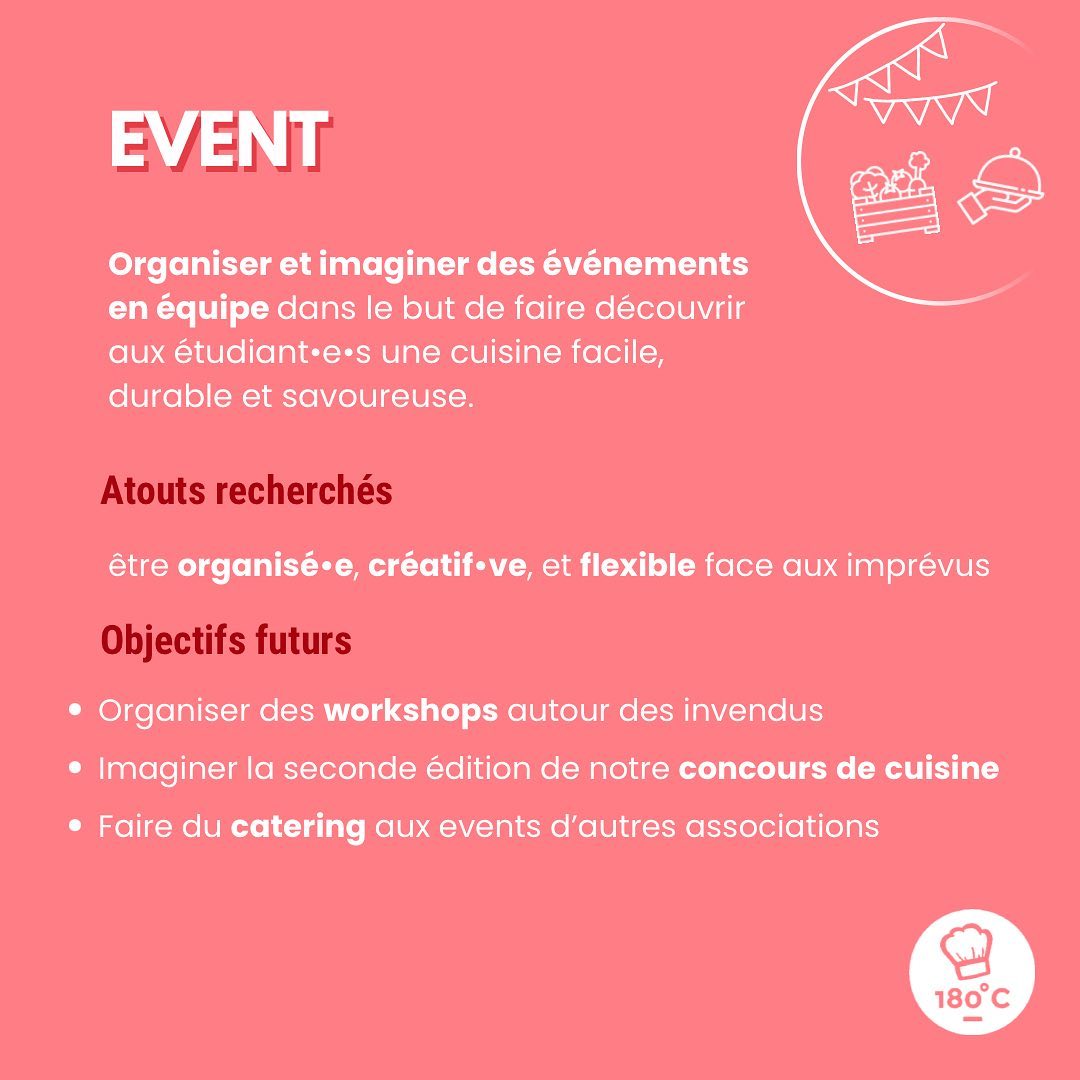 EVENT
Organiser et imaginer des événements
en équipe dans le but de faire découvrir
aux étudiant•e•s une cuisine facile,
durable et savoureuse.
Atouts recherchés
être organisé•e, créatif•ve, et flexible face aux imprévus
Objectifs futurs
• Organiser des workshops autour des invendus
• Imaginer la seconde édition de notre concours de cuisine
• Faire du catering aux events d’autres associations
180°C